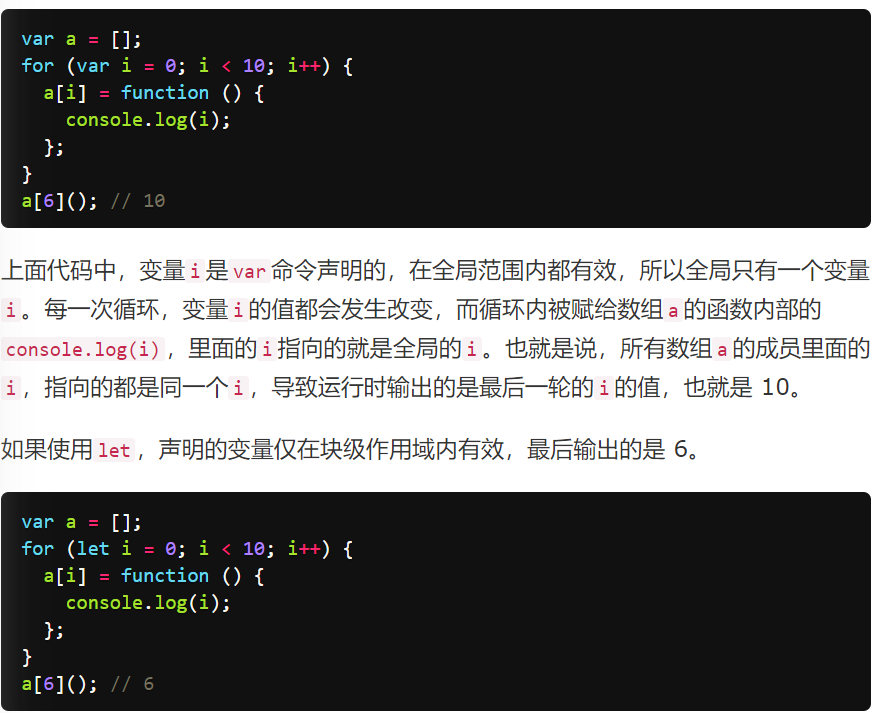 var a = [];
for (var i = 0; i < 10; i++) {
  a[i] = function () {
    console.log(i);
  };
}
a[6](); // 10
上面代码中，变量i是var命令声明的，在全局范围内都有效，所以全局只有一个变量
i。每一次循环，变量i的值都会发生改变，而循环内被赋给数组a的函数内部的
console.log(i)，里面的i指向的就是全局的i。也就是说，所有数组a的成员里面的
i，指向的都是同一个i，导致运行时输出的是最后一轮的i的值，也就是 10。
如果使用let，声明的变量仅在块级作用域内有效，最后输出的是 6。
var a = [];
for (let i = 0; i < 10; i++) {
  a[i] = function () {
    console.log(i);
  };
}
a[6](); // 6